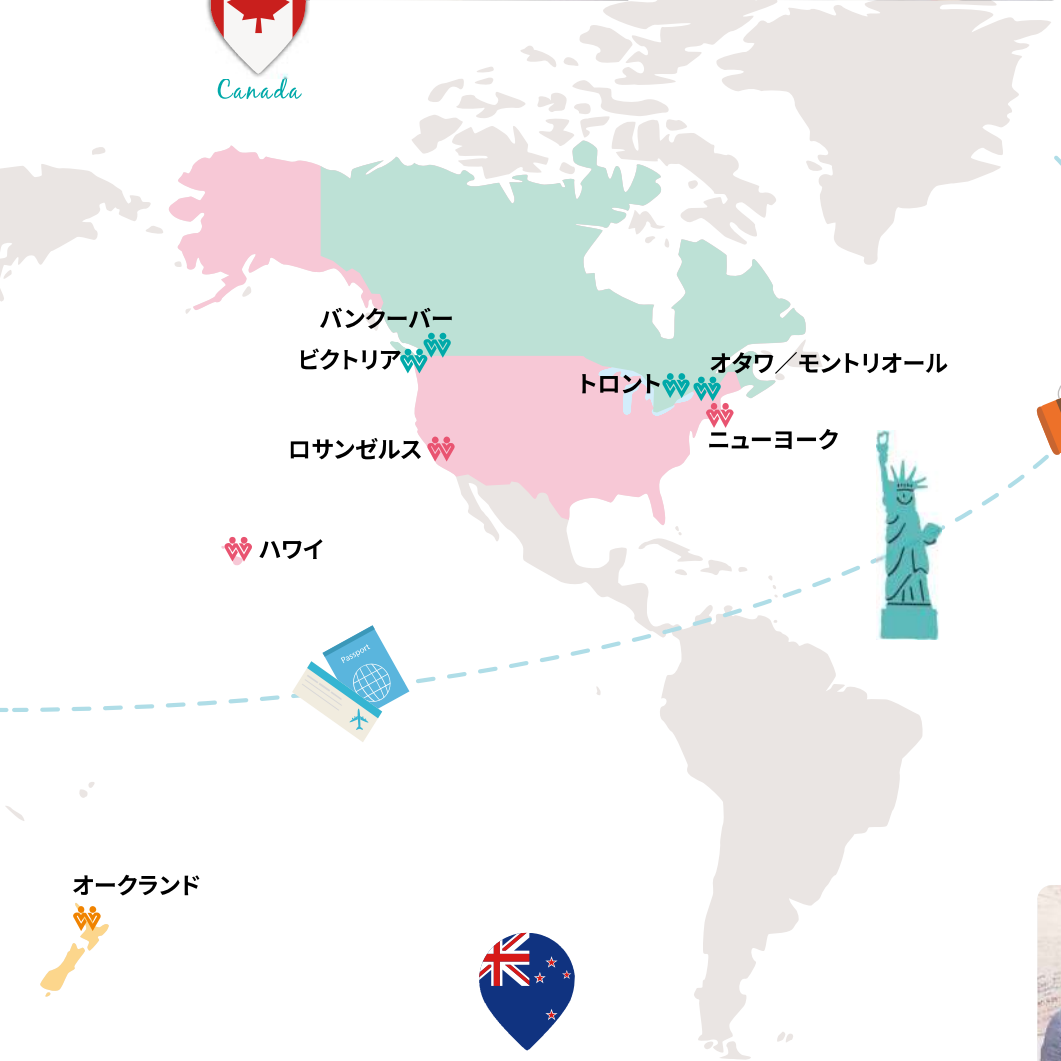 Canada
バンクーバー
ビクトリア
オタワ／モントリオール
トロント
ニューヨーク
ロサンゼルス
ハワイ
Passport
オークランド